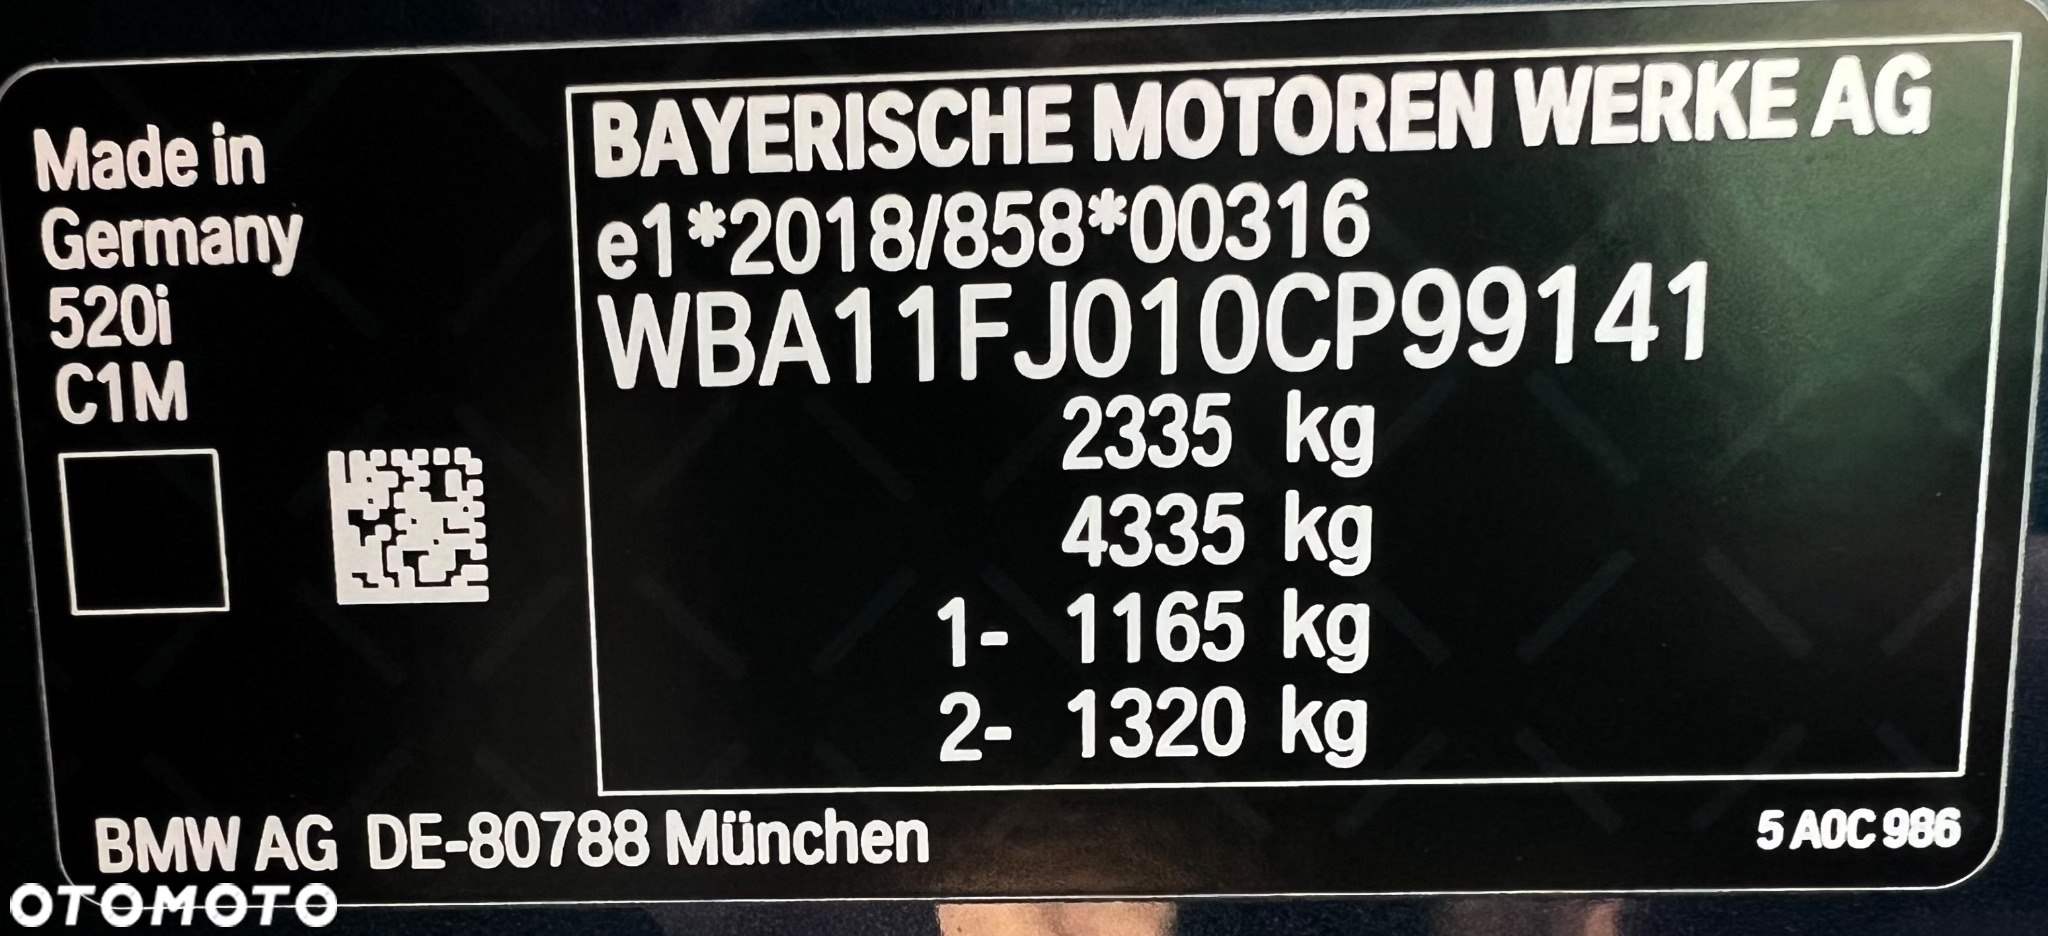 Made in
Germany
520i
C1M
BAYERISCHE MOTOREN WERKE AG
e1*2018/858*00316
WBA11FJ010CP99141
2335 kg
4335 kg
1- 1165 kg
2- 1320 kg
BMW AG DE-80788 München
5 A0C 986
OTOMOTO